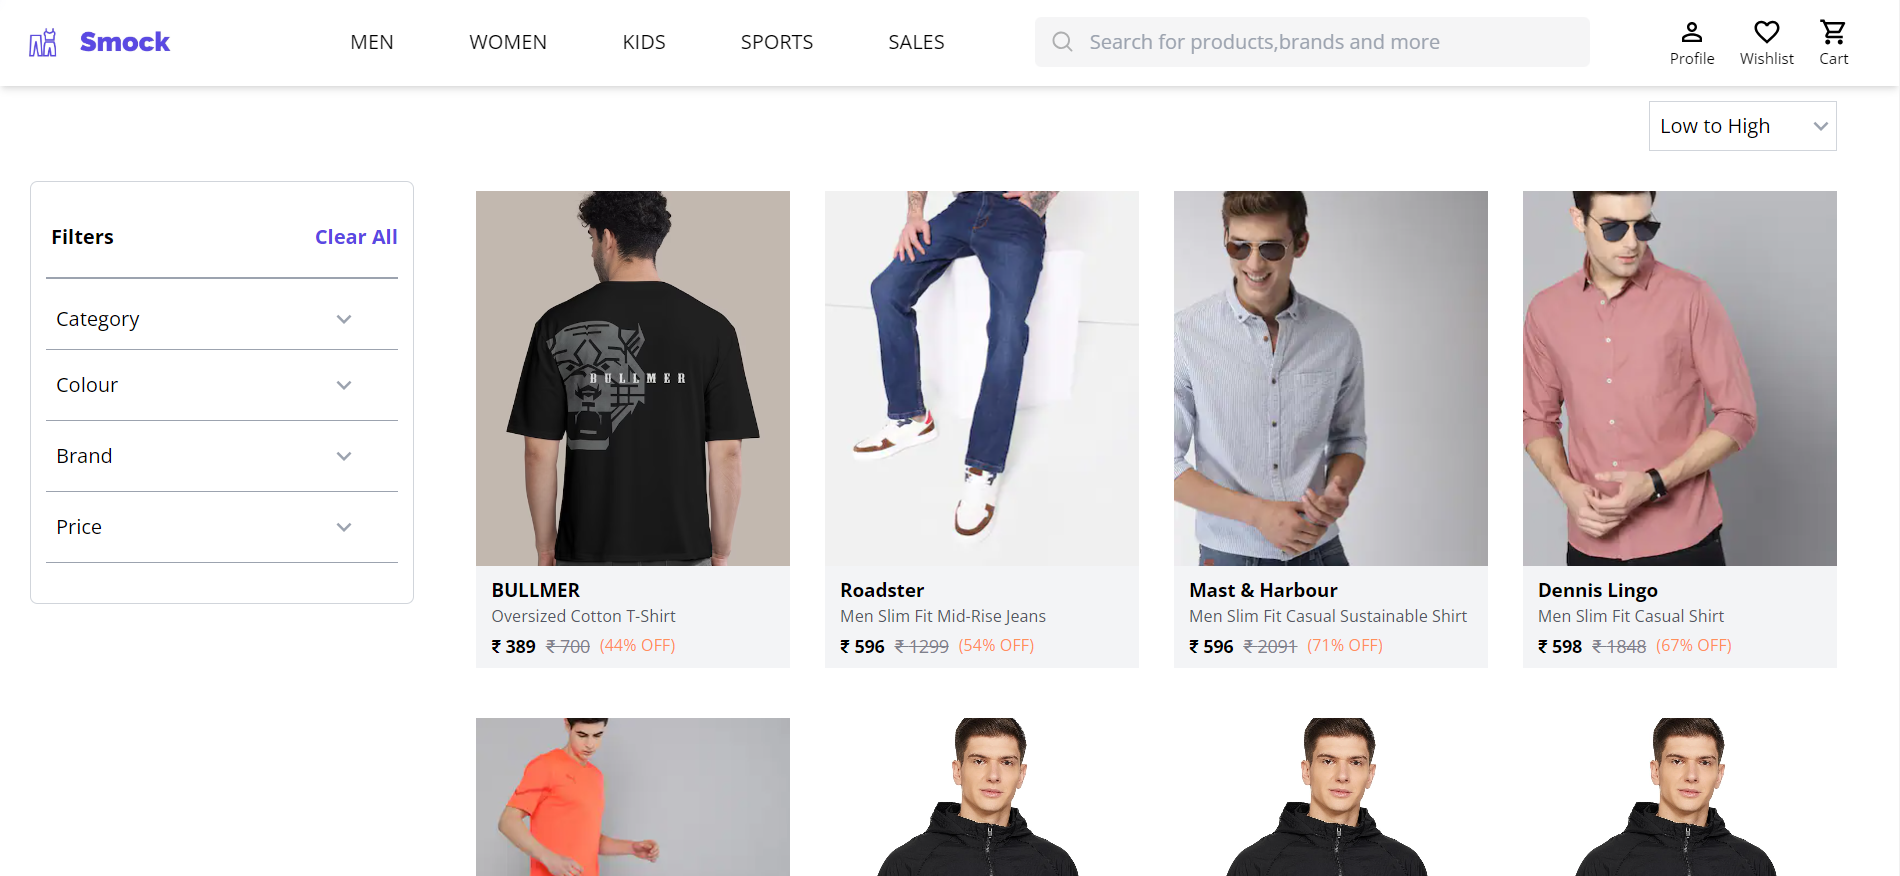 Smock
MEN
WOMEN
KIDS
SPORTS
SALES
Search for products,brands and more
Profile
Wishlist
Cart
Low to High
Filters
Clear All
Category
Colour
Brand
Price
BULLMER
BULLMER
Oversized Cotton T-Shirt
₹ 389 ₹ 700 (44% OFF)
Roadster
Men Slim Fit Mid-Rise Jeans
₹ 596 ₹ 1299 (54% OFF)
Mast & Harbour
Men Slim Fit Casual Sustainable Shirt
₹ 596 ₹ 2091 (71% OFF)
Dennis Lingo
Men Slim Fit Casual Shirt
₹ 598 ₹ 1848 (67% OFF)